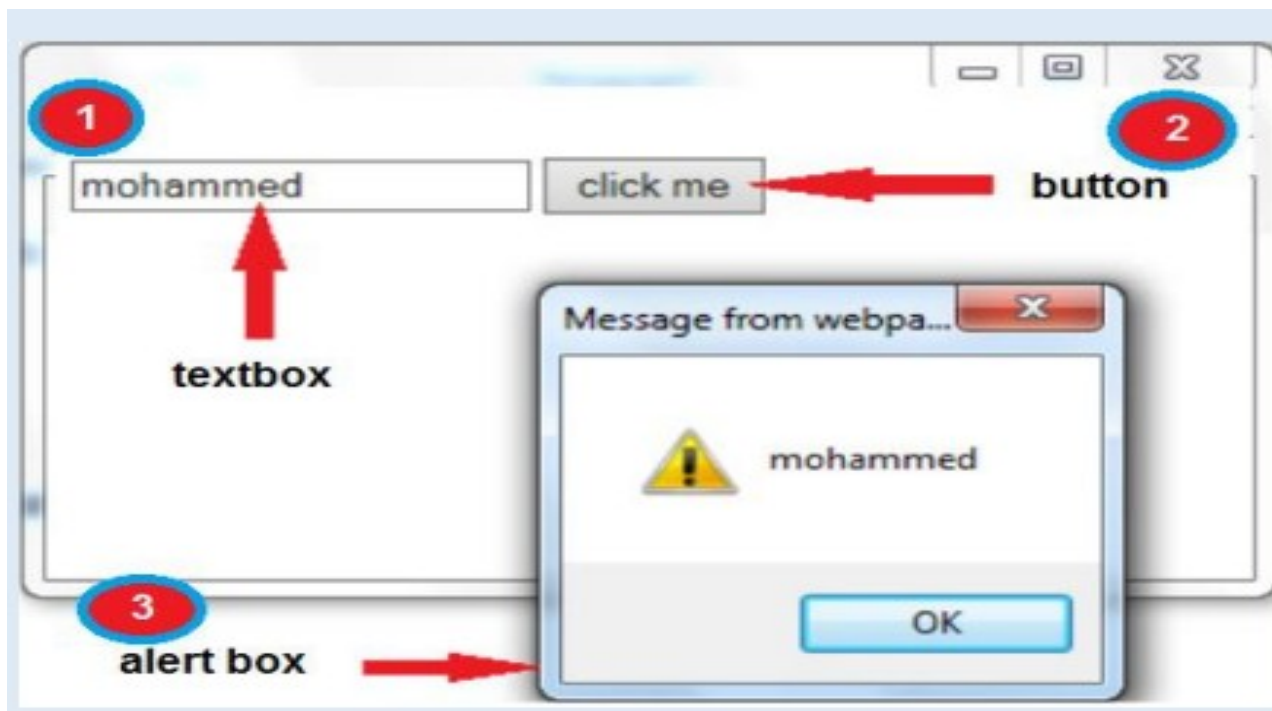 1
2
mohammed
click me
button
textbox
Message from webpa...
mohammed
OK
3
alert box